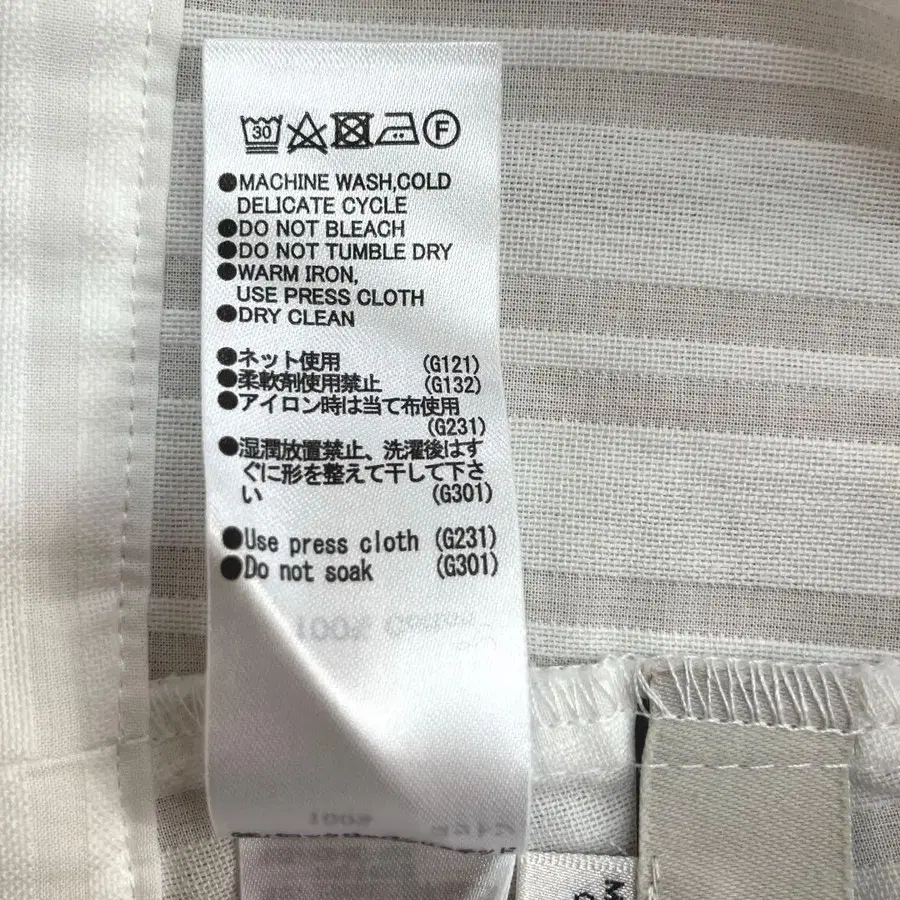 30 F
●MACHINE WASH,COLD
DELICATE CYCLE
●DO NOT BLEACH
●DO NOT TUMBLE DRY
●WARM IRON,
USE PRESS CLOTH
●DRY CLEAN
●ネット使用 (G121)
●柔軟剤使用禁止 (G132)
●アイロン時は当て布使用
(G231)
●湿潤放置禁止、洗濯後はす
ぐに形を整えて干して下さ
い (G301)
●Use press cloth (G231)
●Do not soak (G301)